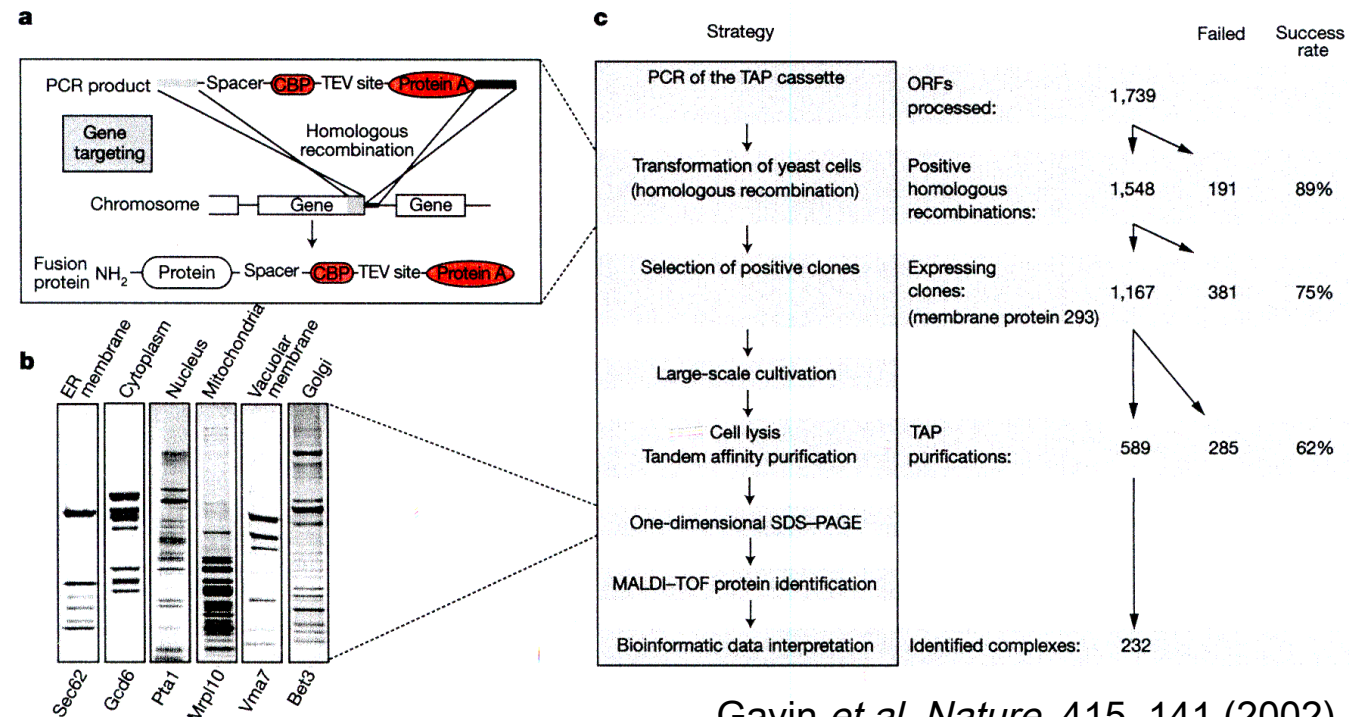 a
PCR product Spacer CBP TEV site Protein A
Gene
targeting
Homologous
recombination
Chromosome Gene Gene
Fusion
protein NH2 Protein Spacer CBP TEV site Protein A
b
ER
membrane
Cytoplasm
Nucleus
Mitochondria
Vacuolar
membrane
Golgi
Sec62
Gcd6
Pta1
Mrpl10
Vma7
Bet3
c
Strategy
Failed
Success
rate
PCR of the TAP cassette
ORFs
processed:
1,739
Transformation of yeast cells
(homologous recombination)
Positive
homologous
recombinations:
1,548 191 89%
Selection of positive clones
Expressing
clones:
(membrane protein 293)
1,167 381 75%
Large-scale cultivation
Cell lysis
Tandem affinity purification
TAP
purifications:
589 285 62%
One-dimensional SDS–PAGE
MALDI–TOF protein identification
Bioinformatic data interpretation
Identified complexes: 232
Gavin et al. Nature, 415, 141 (2002)